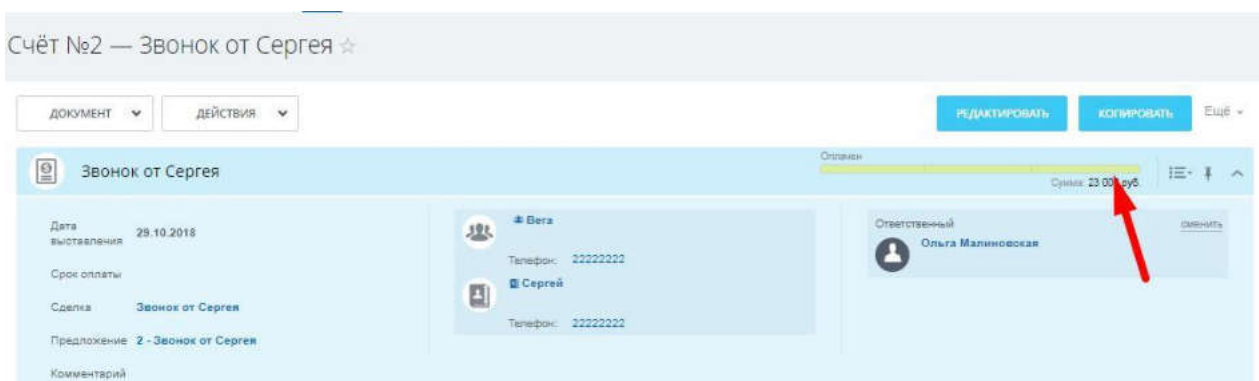 Счёт №2 — Звонок от Сергея
ДОКУМЕНТ
ДЕЙСТВИЯ
РЕДАКТИРОВАТЬ
КОПИРОВАТЬ
Ещё
Звонок от Сергея
Оплачен
Сумма: 23 00 руб.
Дата выставления
29.10.2018
Срок оплаты
Сделка
Звонок от Сергея
Предложение
2 - Звонок от Сергея
Комментарий
Вега
Телефон: 22222222
Сергей
Телефон: 22222222
Ответственный
сменить
Ольга Малиновская